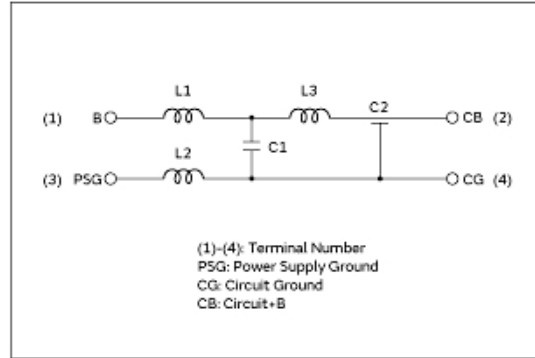 L1
L3
C2
(1) B
CB (2)
C1
L2
(3) PSG
CG (4)
(1)-(4): Terminal Number
PSG: Power Supply Ground
CG: Circuit Ground
CB: Circuit+B